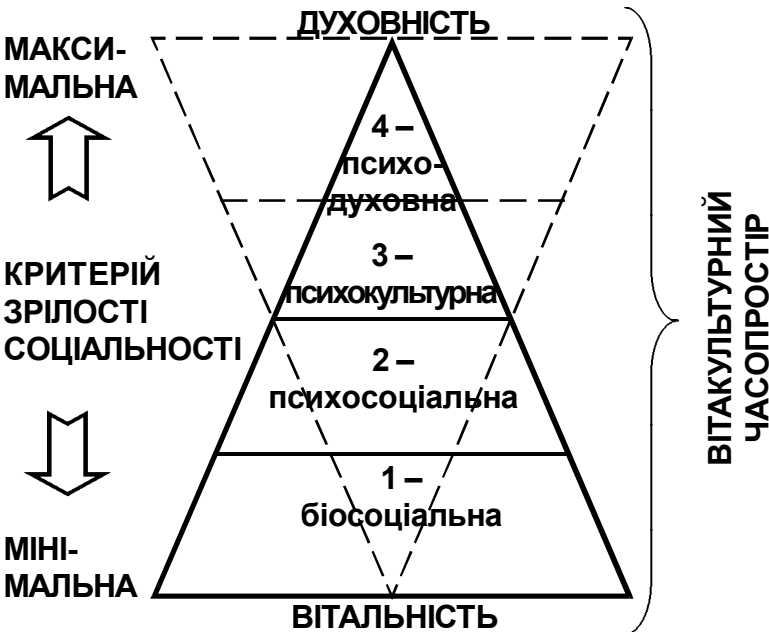 ДУХОВНІСТЬ
МАКСИ-
МАЛЬНА
4 –
психо-
духовна
КРИТЕРІЙ
ЗРІЛОСТІ
СОЦІАЛЬНОСТІ
3 –
психокультурна
2 –
психосоціальна
1 –
біосоціальна
МІНІ-
МАЛЬНА
ВІТАЛЬНІСТЬ
ВІТАКУЛЬТУРНИЙ
ЧАСОПРОСТІР